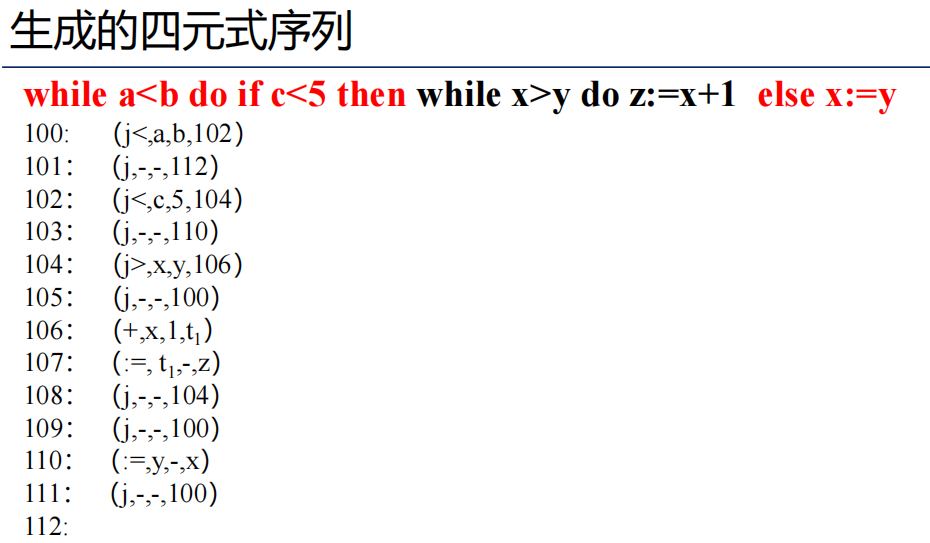 生成的四元式序列
while a<b do if c<5 then while x>y do z:=x+1 else x:=y
100: (j<,a,b,102)
101: (j,-,-,112)
102: (j<,c,5,104)
103: (j,-,-,110)
104: (j>,x,y,106)
105: (j,-,-,100)
106: (+,x,1,t₁)
107: (:=, t₁,-,z)
108: (j,-,-,104)
109: (j,-,-,100)
110: (:=,y,-,x)
111: (j,-,-,100)
112: